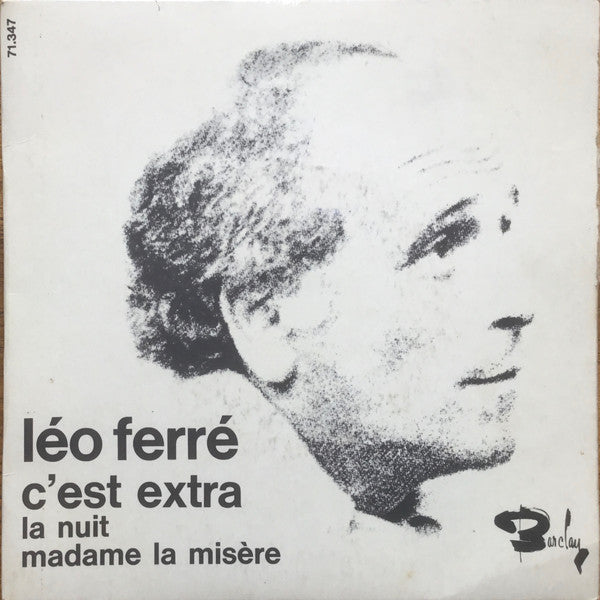 71.347
léo ferré
c'est extra
la nuit
madame la misère
Barclay